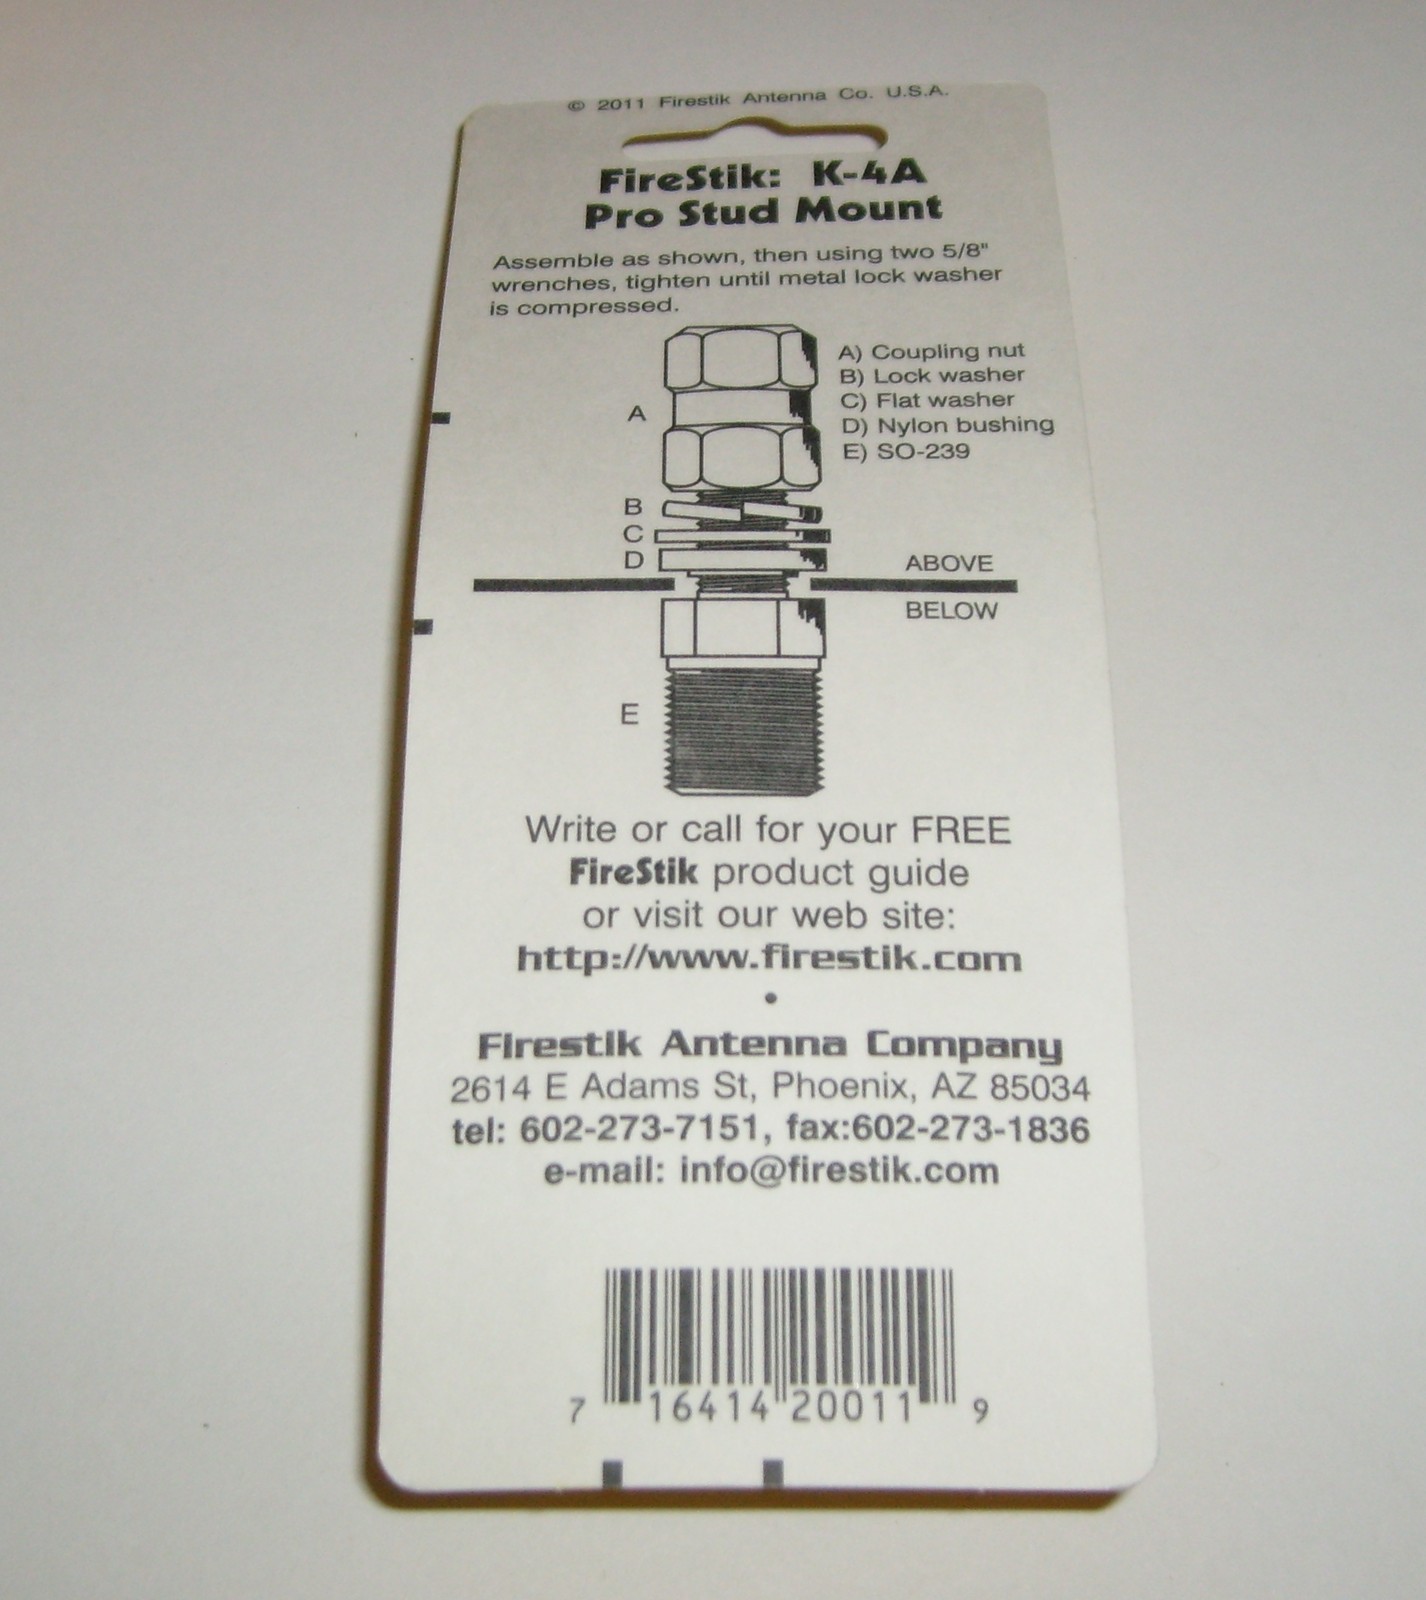 © 2011 Firestik Antenna Co. U.S.A.
FireStik: K-4A
Pro Stud Mount
Assemble as shown, then using two 5/8"
wrenches, tighten until metal lock washer
is compressed.
A) Coupling nut
B) Lock washer
C) Flat washer
D) Nylon bushing
E) SO-239
A
B
C
D
ABOVE
BELOW
E
Write or call for your FREE
FireStik product guide
or visit our web site:
http://www.firestik.com
•
Firestik Antenna Company
2614 E Adams St, Phoenix, AZ 85034
tel: 602-273-7151, fax:602-273-1836
e-mail: info@firestik.com
7 16414 20011 9